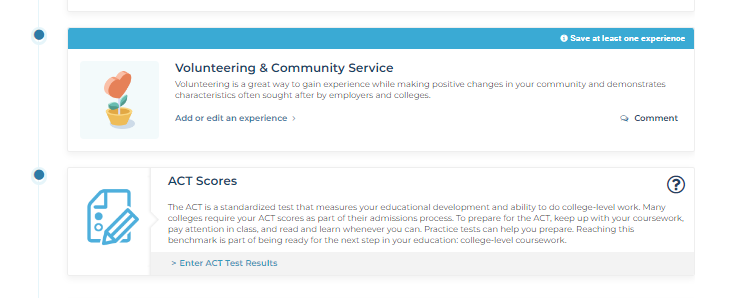 Save at least one experience
Volunteering & Community Service
Volunteering is a great way to gain experience while making positive changes in your community and demonstrates
characteristics often sought after by employers and colleges.
Add or edit an experience >
Comment
ACT Scores
The ACT is a standardized test that measures your educational development and ability to do college-level work. Many
colleges require your ACT scores as part of their admissions process. To prepare for the ACT, keep up with your coursework,
pay attention in class, and read and learn whenever you can. Practice tests can help you prepare. Reaching this
benchmark is part of being ready for the next step in your education: college-level coursework.
> Enter ACT Test Results